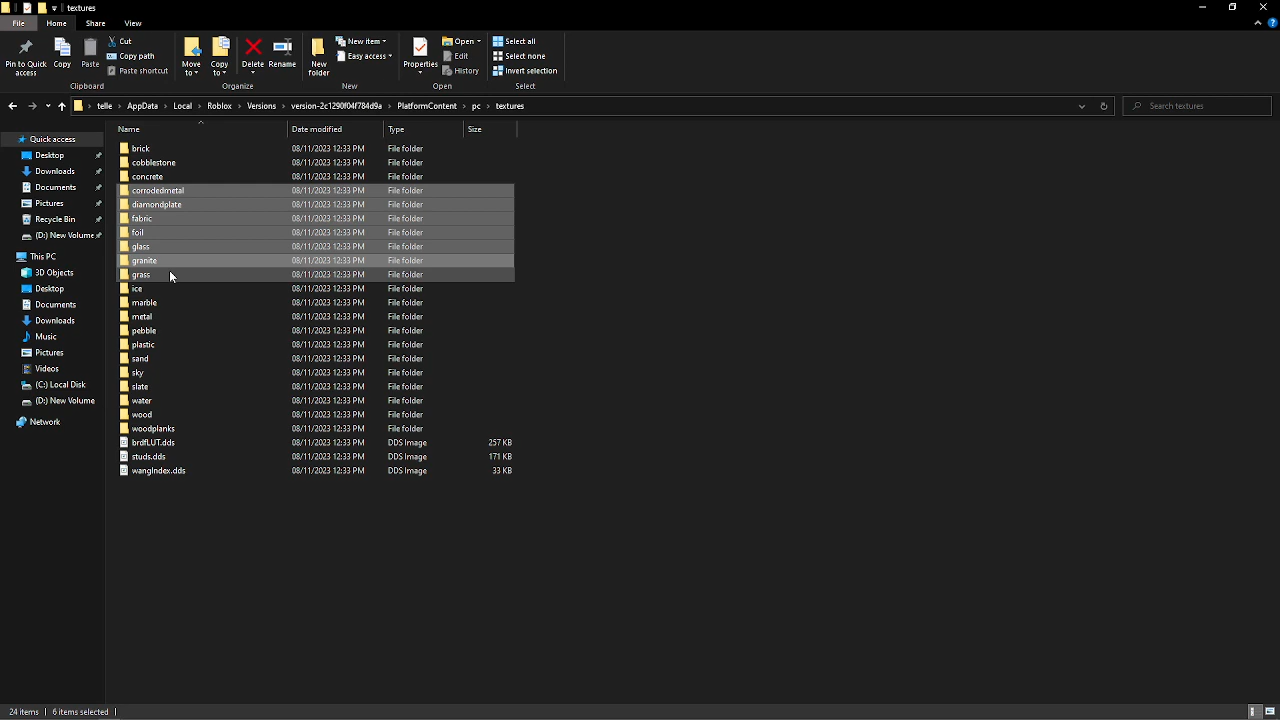 textures
File Home Share View
Pin to Quick access
Copy
Paste
Cut
Copy path
Paste shortcut
Clipboard
Move to
Copy to
Delete
Rename
Organize
New folder
New item
Easy access
New
Properties
Open
Edit
History
Open
Select all
Select none
Invert selection
Select
telle > AppData > Local > Roblox > Versions > version-2c1290f04f784d9a > PlatformContent > pc > textures
Search textures
Quick access
Desktop
Downloads
Documents
Pictures
Recycle Bin
(D:) New Volume
This PC
3D Objects
Desktop
Documents
Downloads
Music
Pictures
Videos
(C:) Local Disk
(D:) New Volume
Network
Name Date modified Type Size
brick 08/11/2023 12:33 PM File folder
cobblestone 08/11/2023 12:33 PM File folder
concrete 08/11/2023 12:33 PM File folder
corrodedmetal 08/11/2023 12:33 PM File folder
diamondplate 08/11/2023 12:33 PM File folder
fabric 08/11/2023 12:33 PM File folder
foil 08/11/2023 12:33 PM File folder
glass 08/11/2023 12:33 PM File folder
granite 08/11/2023 12:33 PM File folder
grass 08/11/2023 12:33 PM File folder
ice 08/11/2023 12:33 PM File folder
marble 08/11/2023 12:33 PM File folder
metal 08/11/2023 12:33 PM File folder
pebble 08/11/2023 12:33 PM File folder
plastic 08/11/2023 12:33 PM File folder
sand 08/11/2023 12:33 PM File folder
sky 08/11/2023 12:33 PM File folder
slate 08/11/2023 12:33 PM File folder
water 08/11/2023 12:33 PM File folder
wood 08/11/2023 12:33 PM File folder
woodplanks 08/11/2023 12:33 PM File folder
brdfLUT.dds 08/11/2023 12:33 PM DDS Image 257 KB
studs.dds 08/11/2023 12:33 PM DDS Image 171 KB
wangIndex.dds 08/11/2023 12:33 PM DDS Image 33 KB
24 items 6 items selected